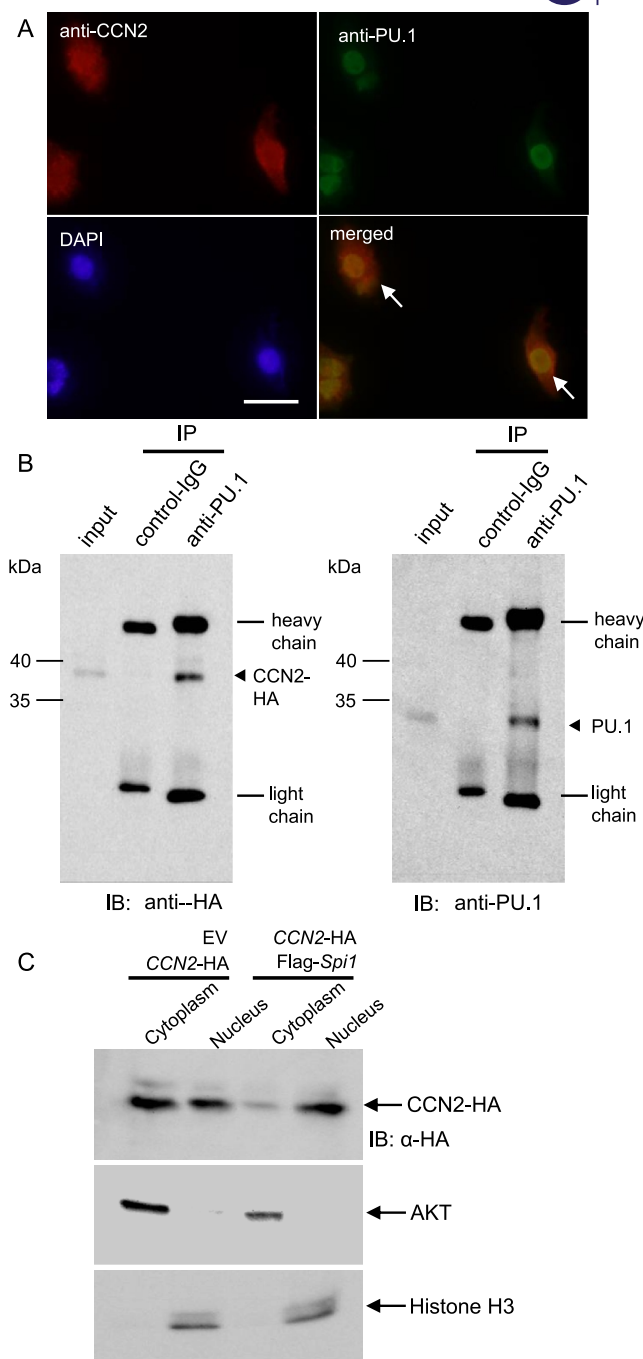 A
anti-CCN2
anti-PU.1
DAPI
merged
B
IP
input
control-IgG
anti-PU.1
kDa
40
35
heavy
chain
CCN2-
HA
light
chain
IB: anti--HA
IP
input
control-IgG
anti-PU.1
kDa
40
35
heavy
chain
PU.1
light
chain
IB: anti-PU.1
C
EV
CCN2-HA
CCN2-HA
Flag-Spi1
Cytoplasm
Nucleus
Cytoplasm
Nucleus
CCN2-HA
IB: α-HA
AKT
Histone H3